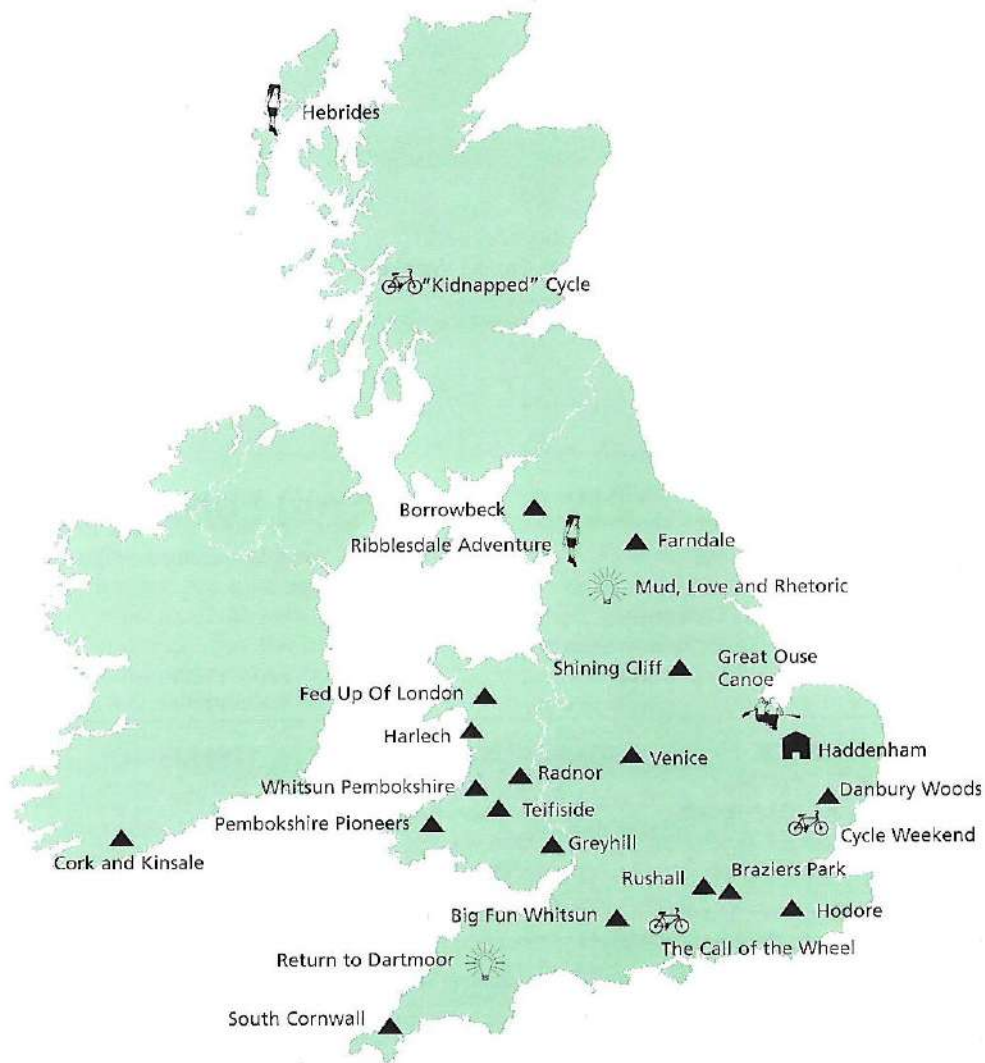 Hebrides
"Kidnapped" Cycle
Borrowbeck
Ribblesdale Adventure
Farndale
Mud, Love and Rhetoric
Shining Cliff
Great Ouse
Canoe
Fed Up Of London
Harlech
Haddenham
Venice
Radnor
Whitsun Pembokshire
Danbury Woods
Teifiside
Pembokshire Pioneers
Cycle Weekend
Greyhill
Cork and Kinsale
Braziers Park
Rushall
Big Fun Whitsun
Hodore
The Call of the Wheel
Return to Dartmoor
South Cornwall